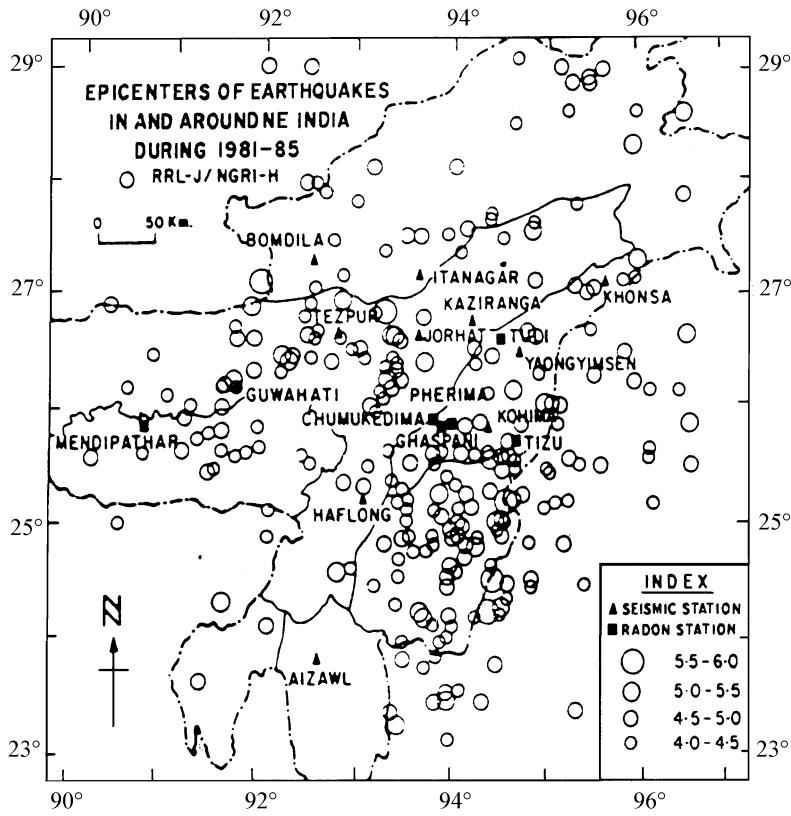 90° 92° 94° 96°
29° 29°
EPICENTERS OF EARTHQUAKES
IN AND AROUND NE INDIA
DURING 1981-85
RRL-J/NGRI-H
0 50 Km.
BOMDILA
ITANAGAR
27° 27°
KAZIRANGA
KHONSA
TEZPUR
JORHAT TULI
YAONGYIMSEN
GUWAHATI
PHERIMA
CHUMUKEDIMA
KOHIMA
MENDIPATHAR
GHASPANI
TIZU
HAFLONG
25° 25°
N
AIZAWL
INDEX
SEISMIC STATION
RADON STATION
5·5-6·0
5·0-5·5
4·5-5·0
4·0-4·5
23° 23°
90° 92° 94° 96°